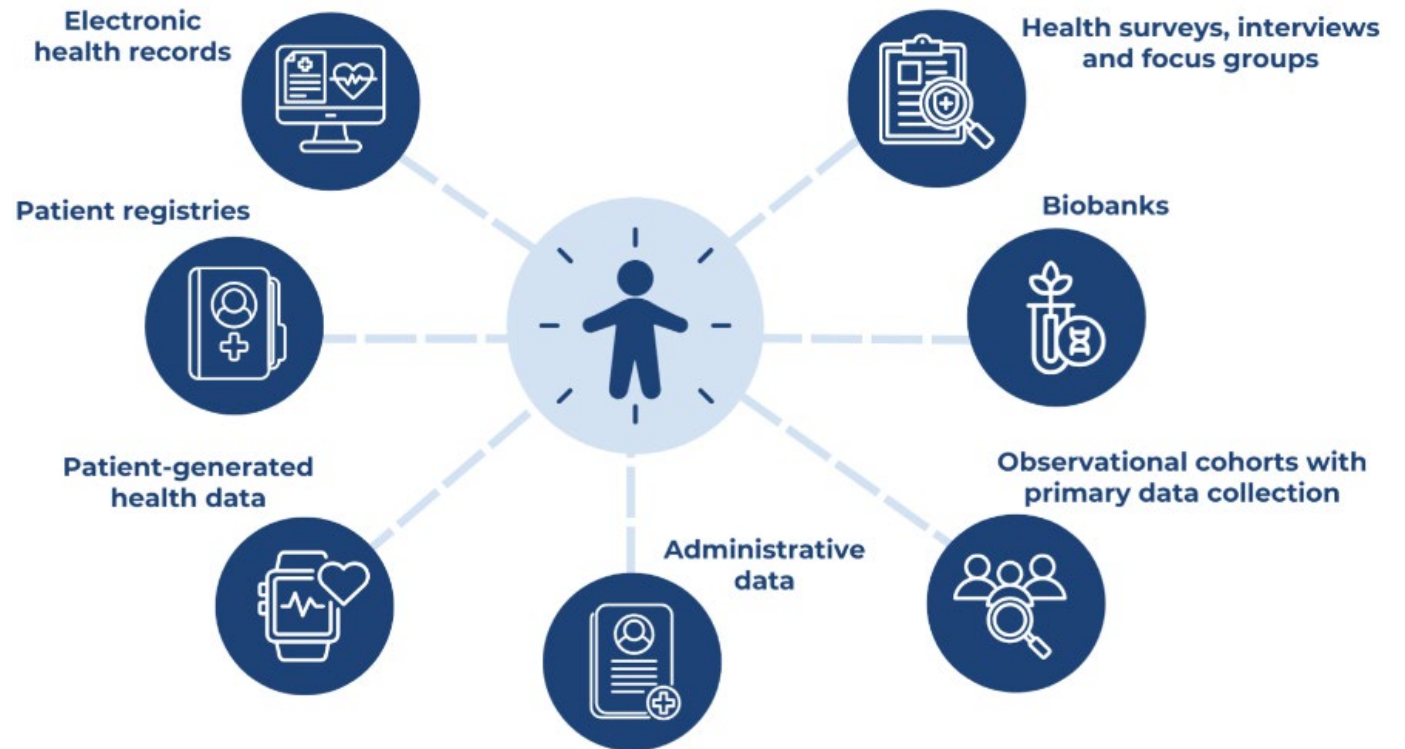 Electronic
health records
Health surveys, interviews
and focus groups
Patient registries
Biobanks
Patient-generated
health data
Observational cohorts with
primary data collection
Administrative
data